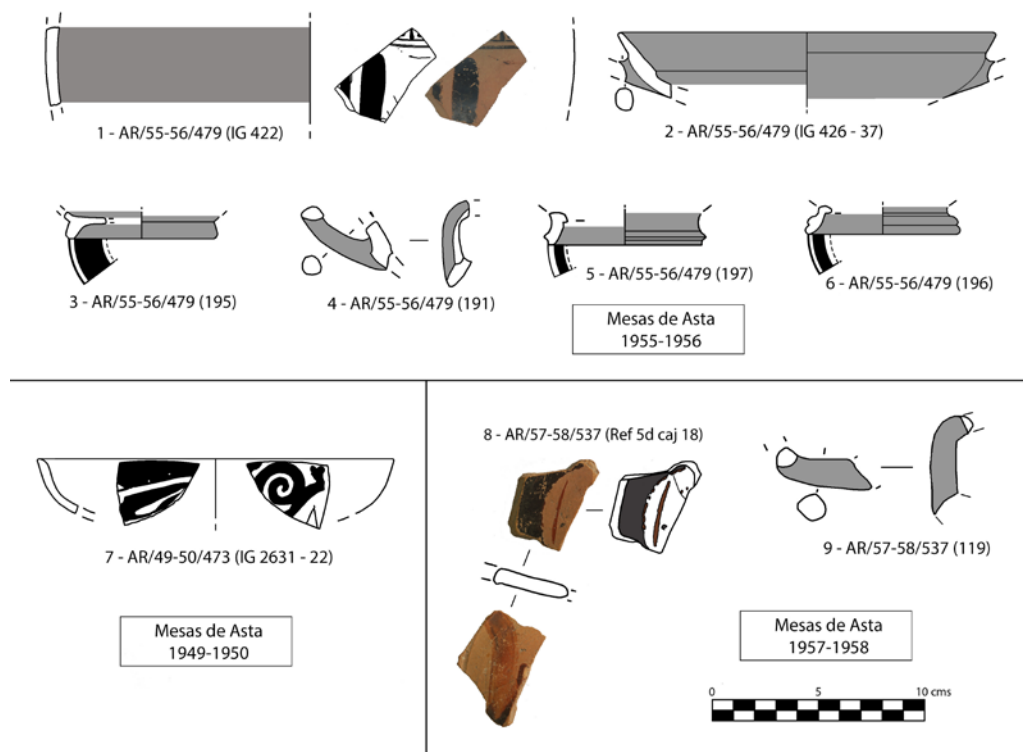 1 - AR/55-56/479 (IG 422)
2 - AR/55-56/479 (IG 426 - 37)
3 - AR/55-56/479 (195)
4 - AR/55-56/479 (191)
5 - AR/55-56/479 (197)
6 - AR/55-56/479 (196)
Mesas de Asta
1955-1956
7 - AR/49-50/473 (IG 2631 - 22)
Mesas de Asta
1949-1950
8 - AR/57-58/537 (Ref 5d caj 18)
9 - AR/57-58/537 (119)
Mesas de Asta
1957-1958
0 5 10 cms